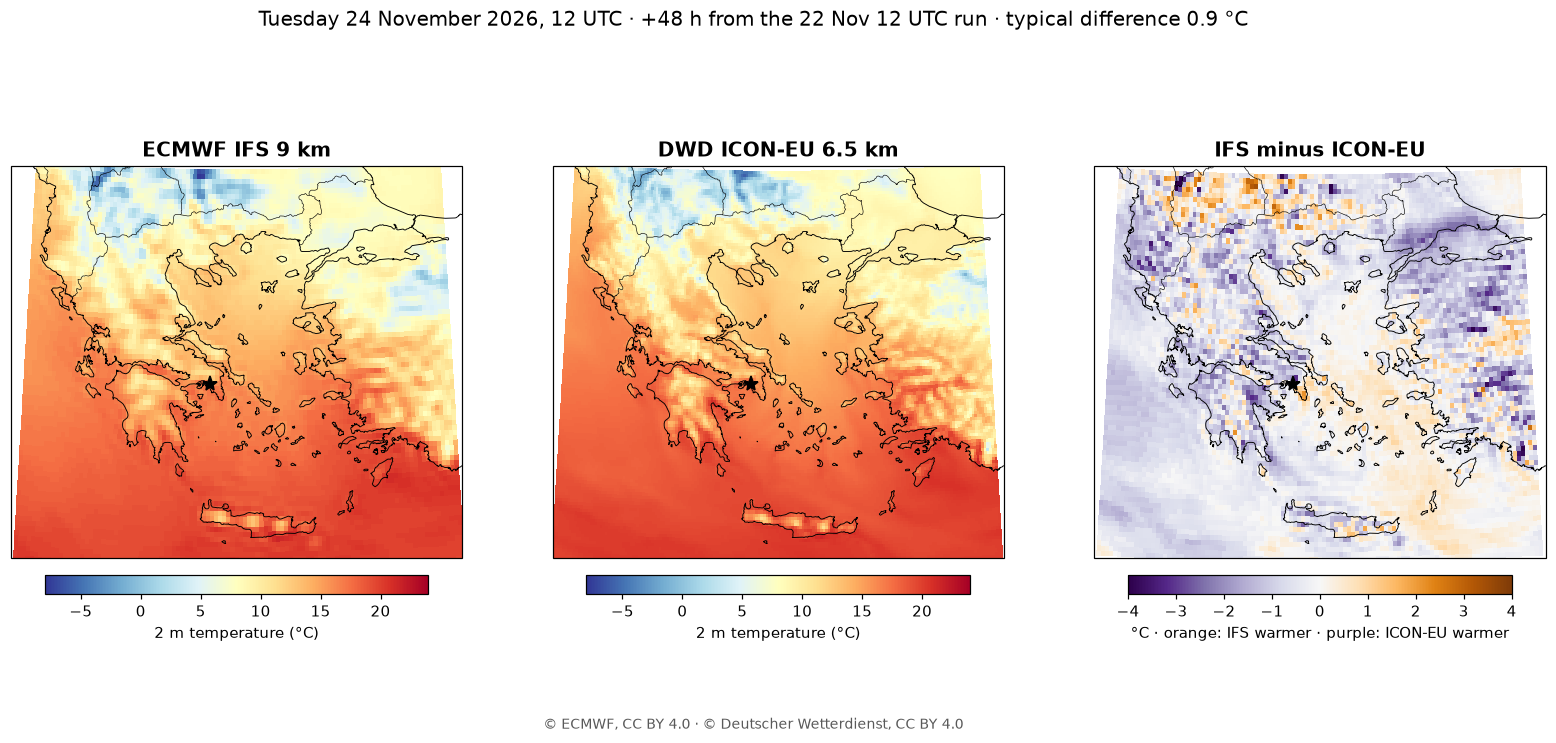 Tuesday 24 November 2026, 12 UTC · +48 h from the 22 Nov 12 UTC run · typical difference 0.9 °C
ECMWF IFS 9 km
DWD ICON-EU 6.5 km
IFS minus ICON-EU
−5 0 5 10 15 20
2 m temperature (°C)
−5 0 5 10 15 20
2 m temperature (°C)
−4 −3 −2 −1 0 1 2 3 4
°C · orange: IFS warmer · purple: ICON-EU warmer
© ECMWF, CC BY 4.0 · © Deutscher Wetterdienst, CC BY 4.0